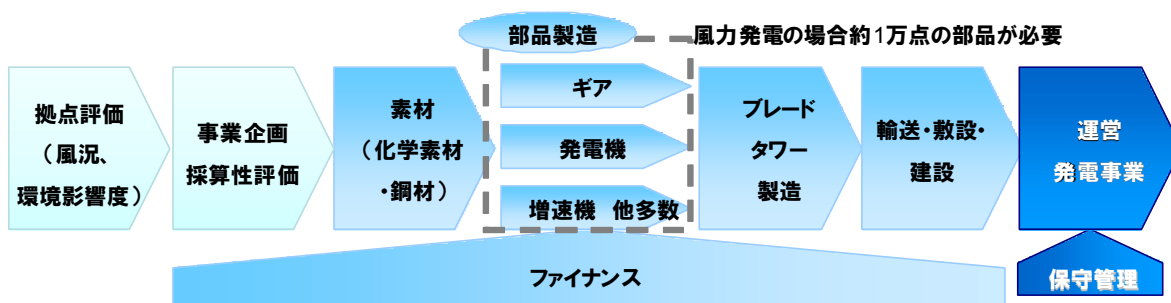 部品製造
風力発電の場合約1万点の部品が必要
拠点評価
（風況、
環境影響度）
事業企画
採算性評価
素材
（化学素材
・鋼材）
ギア
発電機
増速機　他多数
ブレード
タワー
製造
輸送・敷設・
建設
運営
発電事業
ファイナンス
保守管理